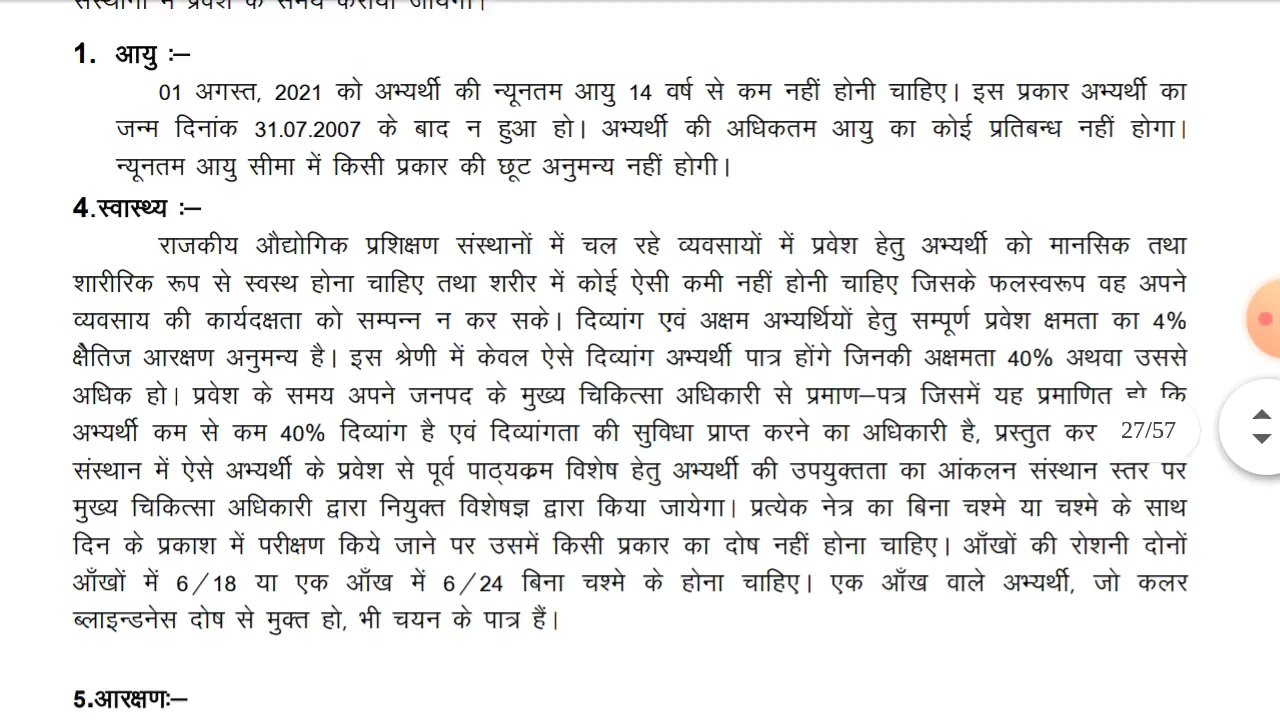 संस्थानों में प्रवेश के समय कराया जायेगा।
1. आयु :–
01 अगस्त, 2021 को अभ्यर्थी की न्यूनतम आयु 14 वर्ष से कम नहीं होनी चाहिए। इस प्रकार अभ्यर्थी का
जन्म दिनांक 31.07.2007 के बाद न हुआ हो। अभ्यर्थी की अधिकतम आयु का कोई प्रतिबन्ध नहीं होगा।
न्यूनतम आयु सीमा में किसी प्रकार की छूट अनुमन्य नहीं होगी।
4.स्वास्थ्य :–
राजकीय औद्योगिक प्रशिक्षण संस्थानों में चल रहे व्यवसायों में प्रवेश हेतु अभ्यर्थी को मानसिक तथा
शारीरिक रूप से स्वस्थ होना चाहिए तथा शरीर में कोई ऐसी कमी नहीं होनी चाहिए जिसके फलस्वरूप वह अपने
व्यवसाय की कार्यदक्षता को सम्पन्न न कर सके। दिव्यांग एवं अक्षम अभ्यर्थियों हेतु सम्पूर्ण प्रवेश क्षमता का 4%
क्षैतिज आरक्षण अनुमन्य है। इस श्रेणी में केवल ऐसे दिव्यांग अभ्यर्थी पात्र होंगे जिनकी अक्षमता 40% अथवा उससे
अधिक हो। प्रवेश के समय अपने जनपद के मुख्य चिकित्सा अधिकारी से प्रमाण–पत्र जिसमें यह प्रमाणित हो कि
अभ्यर्थी कम से कम 40% दिव्यांग है एवं दिव्यांगता की सुविधा प्राप्त करने का अधिकारी है, प्रस्तुत कर 27/57
संस्थान में ऐसे अभ्यर्थी के प्रवेश से पूर्व पाठ्यक्रम विशेष हेतु अभ्यर्थी की उपयुक्तता का आंकलन संस्थान स्तर पर
मुख्य चिकित्सा अधिकारी द्वारा नियुक्त विशेषज्ञ द्वारा किया जायेगा। प्रत्येक नेत्र का बिना चश्मे या चश्मे के साथ
दिन के प्रकाश में परीक्षण किये जाने पर उसमें किसी प्रकार का दोष नहीं होना चाहिए। आँखों की रोशनी दोनों
आँखों में 6/18 या एक आँख में 6/24 बिना चश्मे के होना चाहिए। एक आँख वाले अभ्यर्थी, जो कलर
ब्लाइन्डनेस दोष से मुक्त हो, भी चयन के पात्र हैं।
5.आरक्षण:–